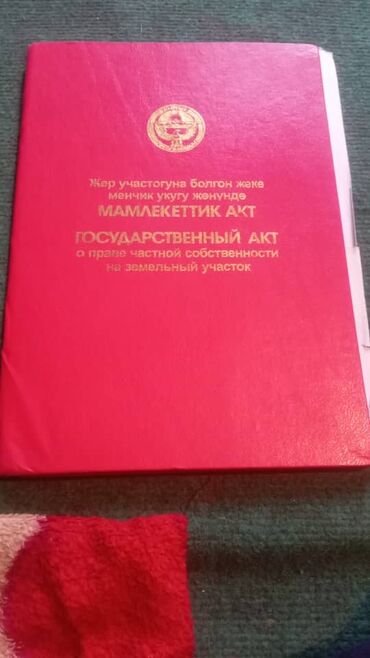 Жер участогуна болгон жеке
менчик укугу жөнүндө
МАМЛЕКЕТТИК АКТ
ГОСУДАРСТВЕННЫЙ АКТ
о праве частной собственности
на земельный участок